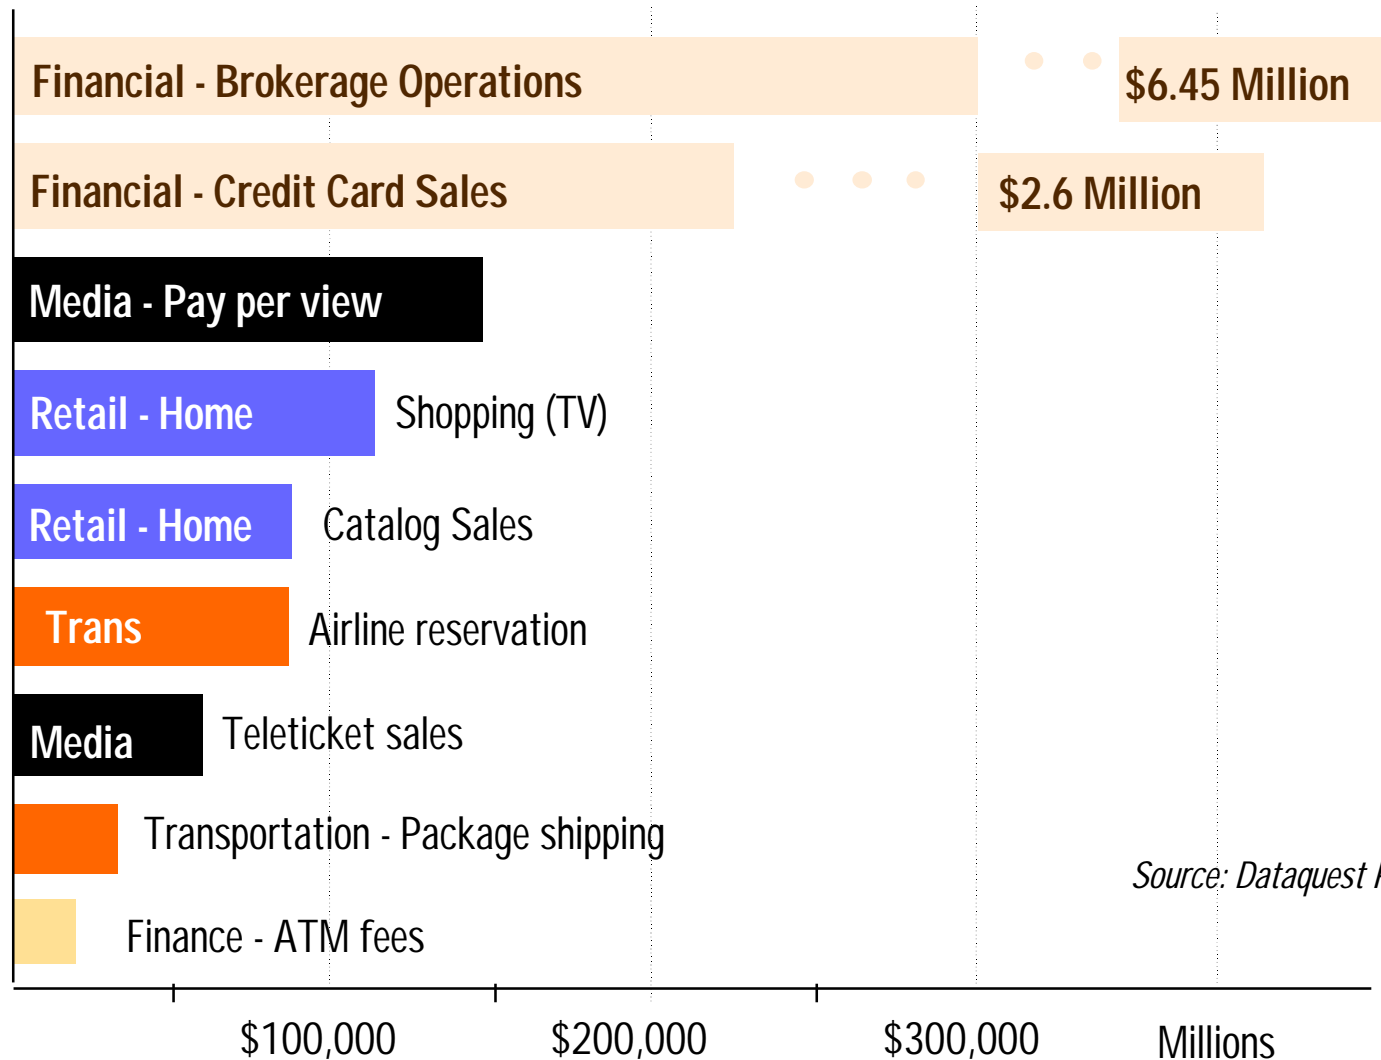 Financial - Brokerage Operations $6.45 Million
Financial - Credit Card Sales $2.6 Million
Media - Pay per view
Retail - Home Shopping (TV)
Retail - Home Catalog Sales
Trans Airline reservation
Media Teleticket sales
Transportation - Package shipping
Source: Dataquest
Finance - ATM fees
$100,000 $200,000 $300,000 Millions